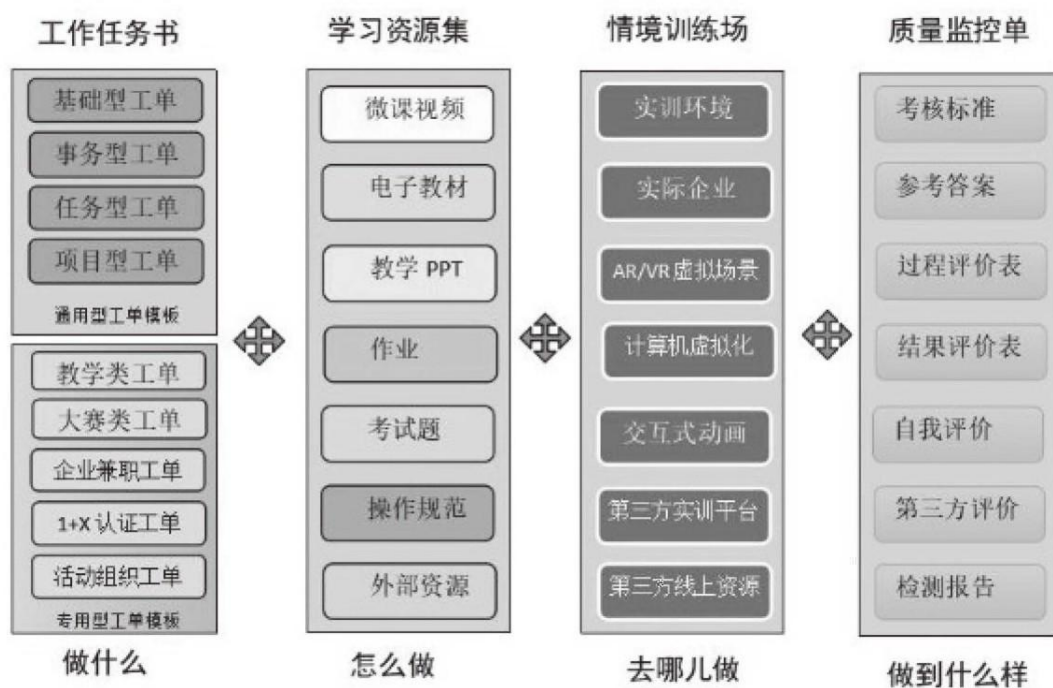 工作任务书
基础型工单
事务型工单
任务型工单
项目型工单
通用型工单模板
教学类工单
大赛类工单
企业兼职工单
1+X 认证工单
活动组织工单
专用型工单模板
做什么
学习资源集
微课视频
电子教材
教学 PPT
作业
考试题
操作规范
外部资源
怎么做
情境训练场
实训环境
实际企业
AR/VR 虚拟场景
计算机虚拟化
交互式动画
第三方实训平台
第三方线上资源
去哪儿做
质量监控单
考核标准
参考答案
过程评价表
结果评价表
自我评价
第三方评价
检测报告
做到什么样